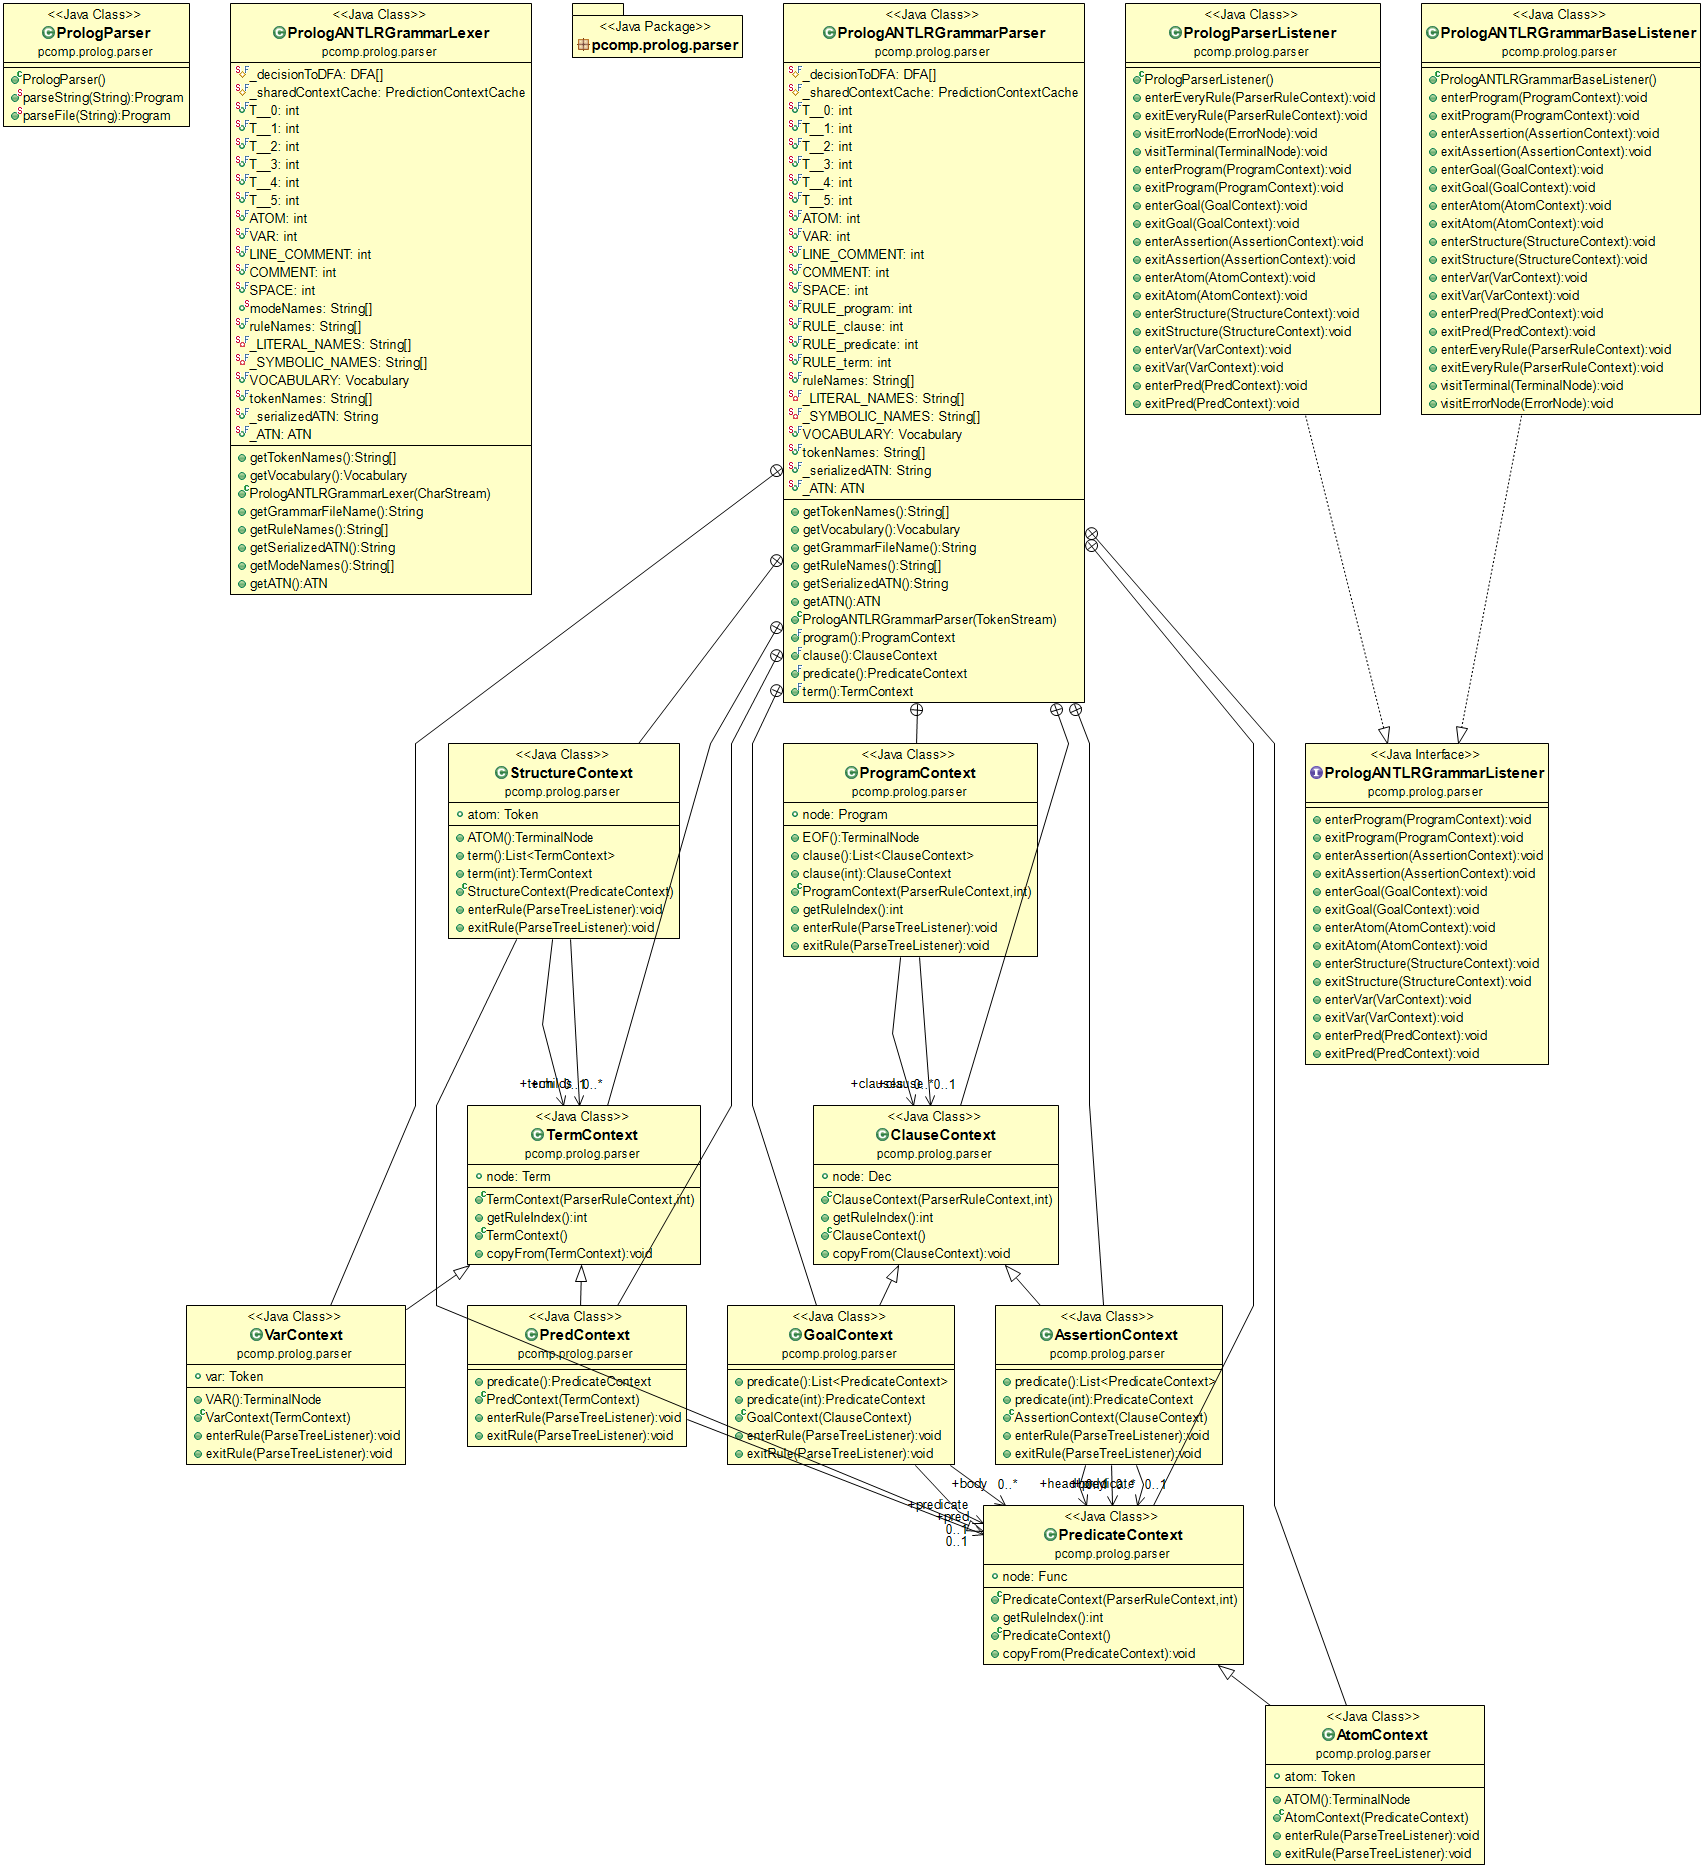 <<Java Class>>
PrologParser
pcomp.prolog.parser
PrologParser()
parseString(String):Program
parseFile(String):Program
<<Java Class>>
PrologANTLRGrammarLexer
pcomp.prolog.parser
_decisionToDFA: DFA[]
_sharedContextCache: PredictionContextCache
T__0: int
T__1: int
T__2: int
T__3: int
T__4: int
T__5: int
ATOM: int
VAR: int
LINE_COMMENT: int
COMMENT: int
SPACE: int
modeNames: String[]
ruleNames: String[]
_LITERAL_NAMES: String[]
_SYMBOLIC_NAMES: String[]
VOCABULARY: Vocabulary
tokenNames: String[]
_serializedATN: String
_ATN: ATN
getTokenNames():String[]
getVocabulary():Vocabulary
PrologANTLRGrammarLexer(CharStream)
getGrammarFileName():String
getRuleNames():String[]
getSerializedATN():String
getModeNames():String[]
getATN():ATN
<<Java Package>>
pcomp.prolog.parser
<<Java Class>>
PrologANTLRGrammarParser
pcomp.prolog.parser
_decisionToDFA: DFA[]
_sharedContextCache: PredictionContextCache
T__0: int
T__1: int
T__2: int
T__3: int
T__4: int
T__5: int
ATOM: int
VAR: int
LINE_COMMENT: int
COMMENT: int
SPACE: int
RULE_program: int
RULE_clause: int
RULE_predicate: int
RULE_term: int
ruleNames: String[]
_LITERAL_NAMES: String[]
_SYMBOLIC_NAMES: String[]
VOCABULARY: Vocabulary
tokenNames: String[]
_serializedATN: String
_ATN: ATN
getTokenNames():String[]
getVocabulary():Vocabulary
getGrammarFileName():String
getRuleNames():String[]
getSerializedATN():String
getATN():ATN
PrologANTLRGrammarParser(TokenStream)
program():ProgramContext
clause():ClauseContext
predicate():PredicateContext
term():TermContext
<<Java Class>>
PrologParserListener
pcomp.prolog.parser
PrologParserListener()
enterEveryRule(ParserRuleContext):void
exitEveryRule(ParserRuleContext):void
visitErrorNode(ErrorNode):void
visitTerminal(TerminalNode):void
enterProgram(ProgramContext):void
exitProgram(ProgramContext):void
enterGoal(GoalContext):void
exitGoal(GoalContext):void
enterAssertion(AssertionContext):void
exitAssertion(AssertionContext):void
enterAtom(AtomContext):void
exitAtom(AtomContext):void
enterStructure(StructureContext):void
exitStructure(StructureContext):void
enterVar(VarContext):void
exitVar(VarContext):void
enterPred(PredContext):void
exitPred(PredContext):void
<<Java Class>>
PrologANTLRGrammarBaseListener
pcomp.prolog.parser
PrologANTLRGrammarBaseListener()
enterProgram(ProgramContext):void
exitProgram(ProgramContext):void
enterAssertion(AssertionContext):void
exitAssertion(AssertionContext):void
enterGoal(GoalContext):void
exitGoal(GoalContext):void
enterAtom(AtomContext):void
exitAtom(AtomContext):void
enterStructure(StructureContext):void
exitStructure(StructureContext):void
enterVar(VarContext):void
exitVar(VarContext):void
enterPred(PredContext):void
exitPred(PredContext):void
enterEveryRule(ParserRuleContext):void
exitEveryRule(ParserRuleContext):void
visitTerminal(TerminalNode):void
visitErrorNode(ErrorNode):void
<<Java Class>>
StructureContext
pcomp.prolog.parser
atom: Token
ATOM():TerminalNode
term():List<TermContext>
term(int):TermContext
StructureContext(PredicateContext)
enterRule(ParseTreeListener):void
exitRule(ParseTreeListener):void
<<Java Class>>
ProgramContext
pcomp.prolog.parser
node: Program
EOF():TerminalNode
clause():List<ClauseContext>
clause(int):ClauseContext
ProgramContext(ParserRuleContext,int)
getRuleIndex():int
enterRule(ParseTreeListener):void
exitRule(ParseTreeListener):void
<<Java Interface>>
PrologANTLRGrammarListener
pcomp.prolog.parser
enterProgram(ProgramContext):void
exitProgram(ProgramContext):void
enterAssertion(AssertionContext):void
exitAssertion(AssertionContext):void
enterGoal(GoalContext):void
exitGoal(GoalContext):void
enterAtom(AtomContext):void
exitAtom(AtomContext):void
enterStructure(StructureContext):void
exitStructure(StructureContext):void
enterVar(VarContext):void
exitVar(VarContext):void
enterPred(PredContext):void
exitPred(PredContext):void
0..*
0..1
<<Java Class>>
TermContext
pcomp.prolog.parser
node: Term
TermContext(ParserRuleContext,int)
getRuleIndex():int
TermContext()
copyFrom(TermContext):void
<<Java Class>>
ClauseContext
pcomp.prolog.parser
node: Dec
ClauseContext(ParserRuleContext,int)
getRuleIndex():int
ClauseContext()
copyFrom(ClauseContext):void
<<Java Class>>
VarContext
pcomp.prolog.parser
var: Token
VAR():TerminalNode
VarContext(TermContext)
enterRule(ParseTreeListener):void
exitRule(ParseTreeListener):void
<<Java Class>>
PredContext
pcomp.prolog.parser
predicate():PredicateContext
PredContext(TermContext)
enterRule(ParseTreeListener):void
exitRule(ParseTreeListener):void
<<Java Class>>
GoalContext
pcomp.prolog.parser
predicate():List<PredicateContext>
predicate(int):PredicateContext
GoalContext(ClauseContext)
enterRule(ParseTreeListener):void
exitRule(ParseTreeListener):void
<<Java Class>>
AssertionContext
pcomp.prolog.parser
predicate():List<PredicateContext>
predicate(int):PredicateContext
AssertionContext(ClauseContext)
enterRule(ParseTreeListener):void
exitRule(ParseTreeListener):void
+body 0..*
0..1
+predicate
+pred
0..1
0..1
<<Java Class>>
PredicateContext
pcomp.prolog.parser
node: Func
PredicateContext(ParserRuleContext,int)
getRuleIndex():int
PredicateContext()
copyFrom(PredicateContext):void
<<Java Class>>
AtomContext
pcomp.prolog.parser
atom: Token
ATOM():TerminalNode
AtomContext(PredicateContext)
enterRule(ParseTreeListener):void
exitRule(ParseTreeListener):void